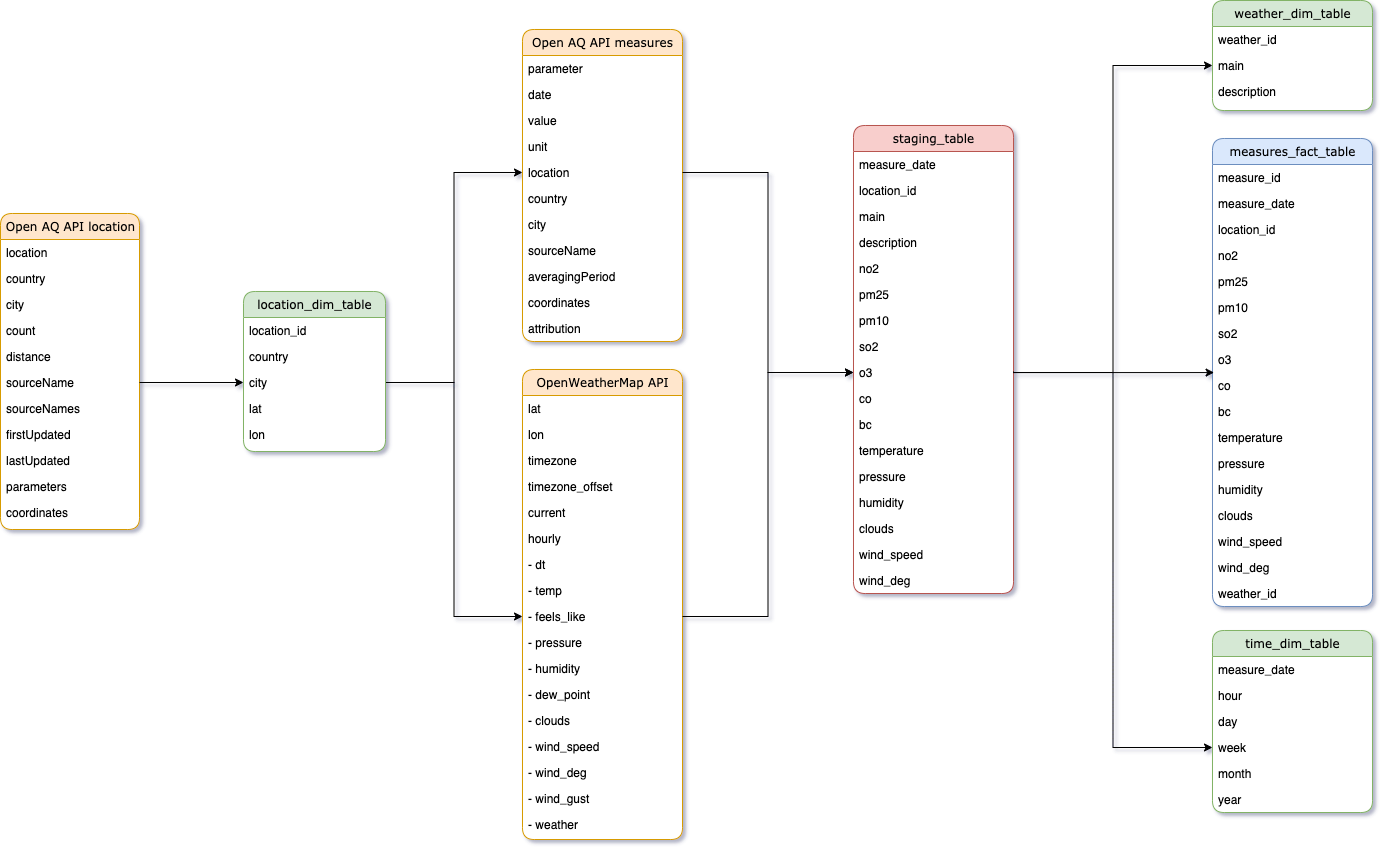 Open AQ API location
location
country
city
count
distance
sourceName
sourceNames
firstUpdated
lastUpdated
parameters
coordinates
location_dim_table
location_id
country
city
lat
lon
Open AQ API measures
parameter
date
value
unit
location
country
city
sourceName
averagingPeriod
coordinates
attribution
OpenWeatherMap API
lat
lon
timezone
timezone_offset
current
hourly
- dt
- temp
- feels_like
- pressure
- humidity
- dew_point
- clouds
- wind_speed
- wind_deg
- wind_gust
- weather
staging_table
measure_date
location_id
main
description
no2
pm25
pm10
so2
o3
co
bc
temperature
pressure
humidity
clouds
wind_speed
wind_deg
weather_dim_table
weather_id
main
description
measures_fact_table
measure_id
measure_date
location_id
no2
pm25
pm10
so2
o3
co
bc
temperature
pressure
humidity
clouds
wind_speed
wind_deg
weather_id
time_dim_table
measure_date
hour
day
week
month
year